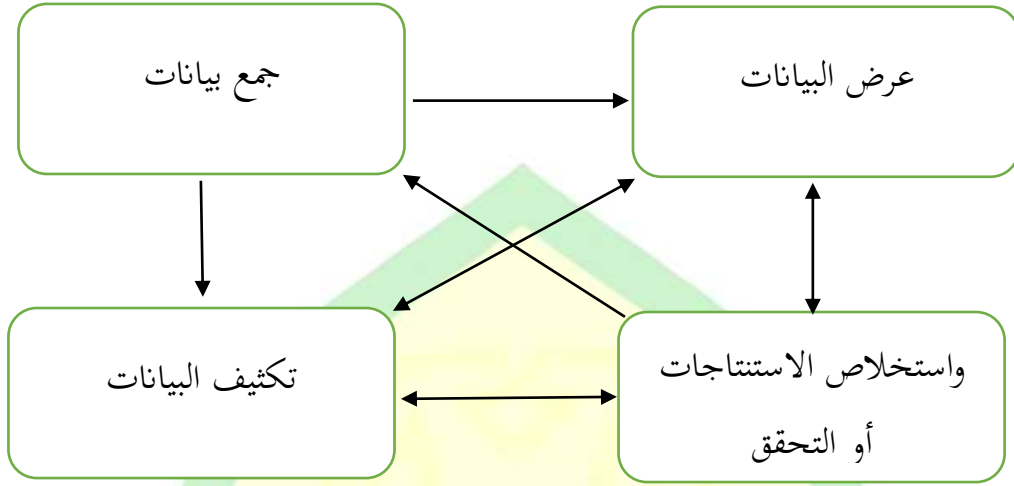 جمع بيانات
عرض البيانات
تكثيف البيانات
واستخلاص الاستنتاجات
أو التحقق